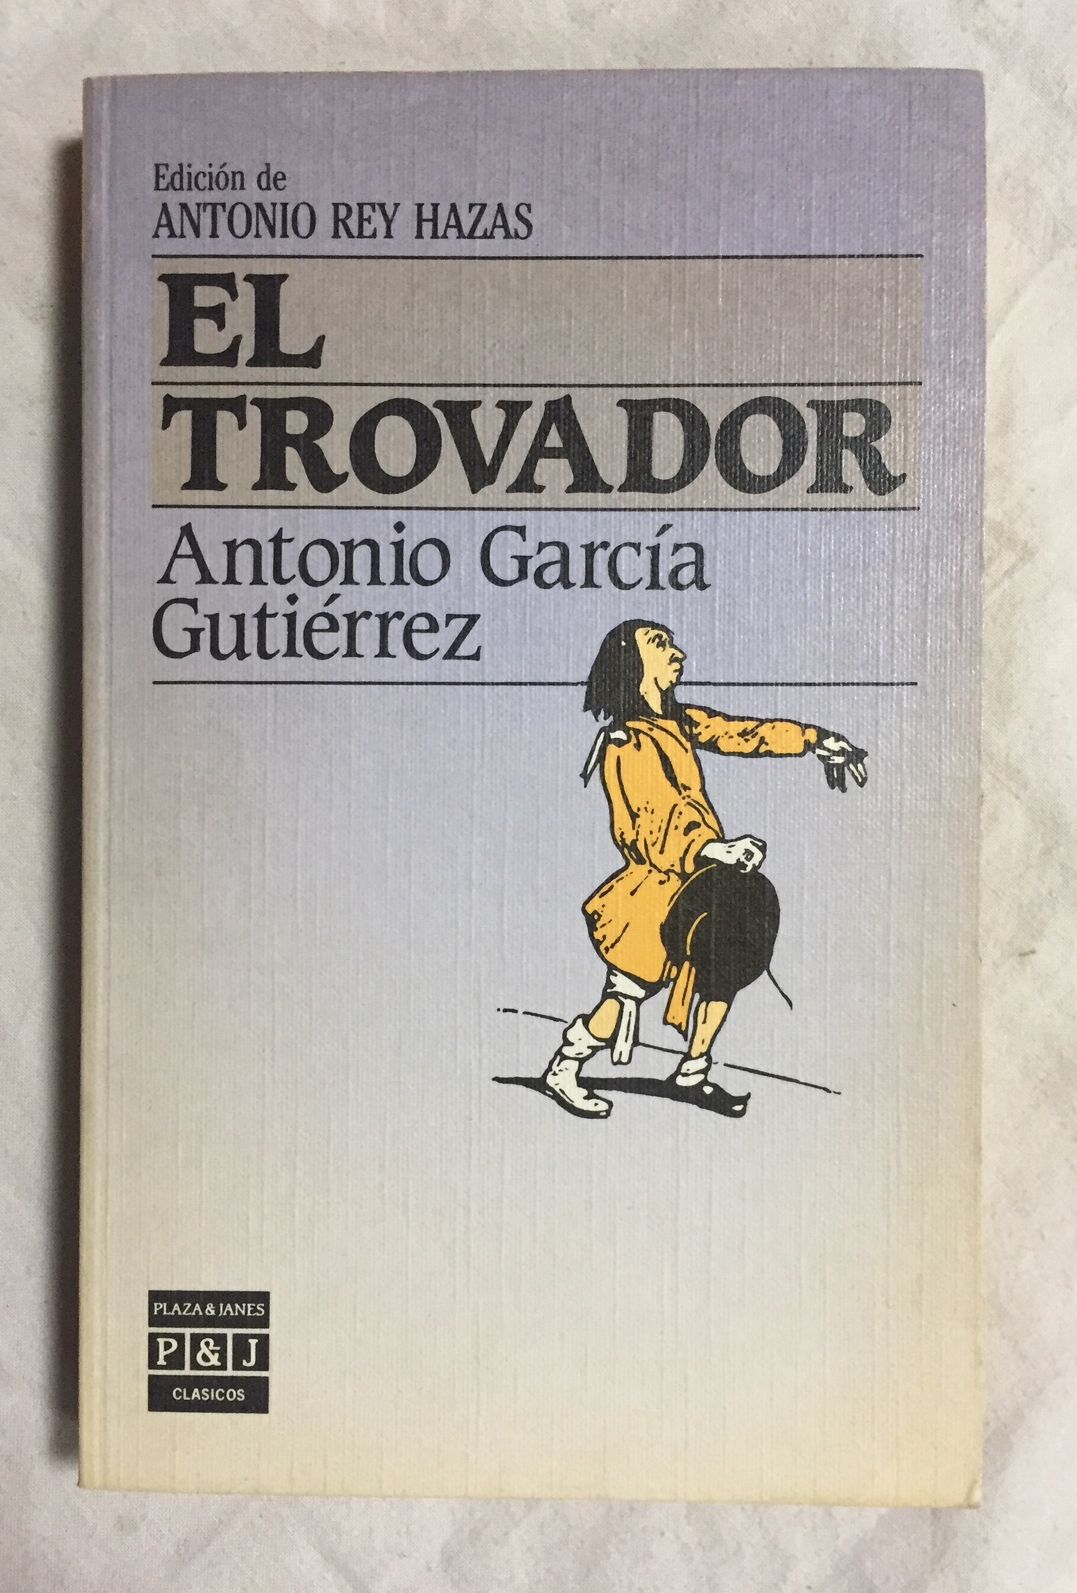 Edición de
ANTONIO REY HAZAS
EL
TROVADOR
Antonio García
Gutiérrez
PLAZA & JANES
P & J
CLASICOS